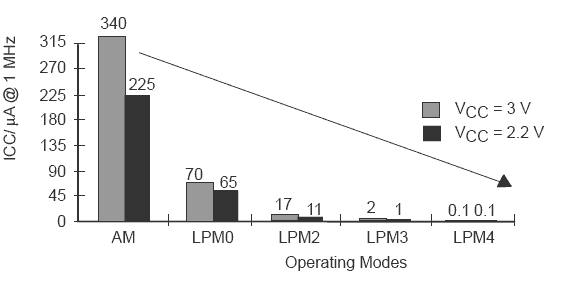 340
315
270
225
180
135
90
45
0
ICC/ µA @ 1 MHz
225
70
65
17
11
2
1
0.1 0.1
VCC = 3 V
VCC = 2.2 V
AM
LPM0
LPM2
LPM3
LPM4
Operating Modes